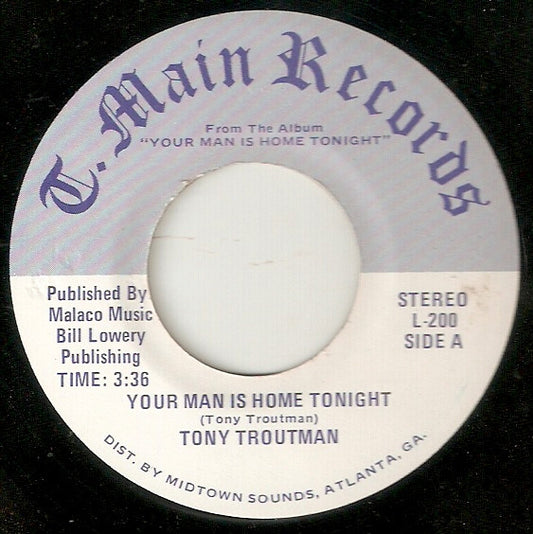 T. Main Records
From The Album
"YOUR MAN IS HOME TONIGHT"
Published By
Malaco Music
Bill Lowery
Publishing
TIME: 3:36
STEREO
L-200
SIDE A
YOUR MAN IS HOME TONIGHT
(Tony Troutman)
TONY TROUTMAN
DIST. BY MIDTOWN SOUNDS, ATLANTA, GA.